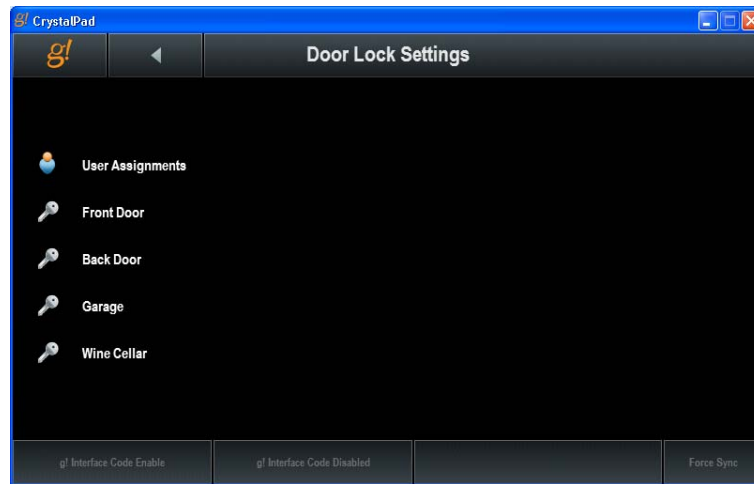 g! CrystalPad
g!
Door Lock Settings
User Assignments
Front Door
Back Door
Garage
Wine Cellar
g! Interface Code Enable
g! Interface Code Disabled
Force Sync